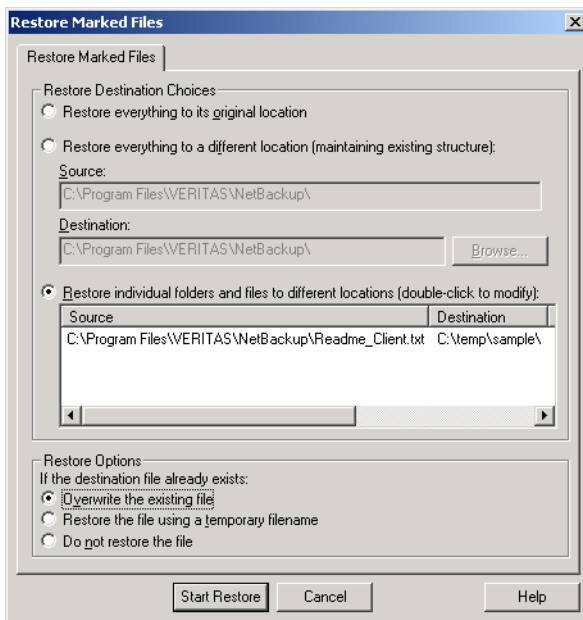 Restore Marked Files
Restore Marked Files
Restore Destination Choices
Restore everything to its original location
Restore everything to a different location (maintaining existing structure):
Source:
C:\Program Files\VERITAS\NetBackup\
Destination:
C:\Program Files\VERITAS\NetBackup\
Browse...
Restore individual folders and files to different locations (double-click to modify):
Source Destination
C:\Program Files\VERITAS\NetBackup\Readme_Client.txt C:\temp\sample\
Restore Options
If the destination file already exists:
Overwrite the existing file
Restore the file using a temporary filename
Do not restore the file
Start Restore Cancel Help